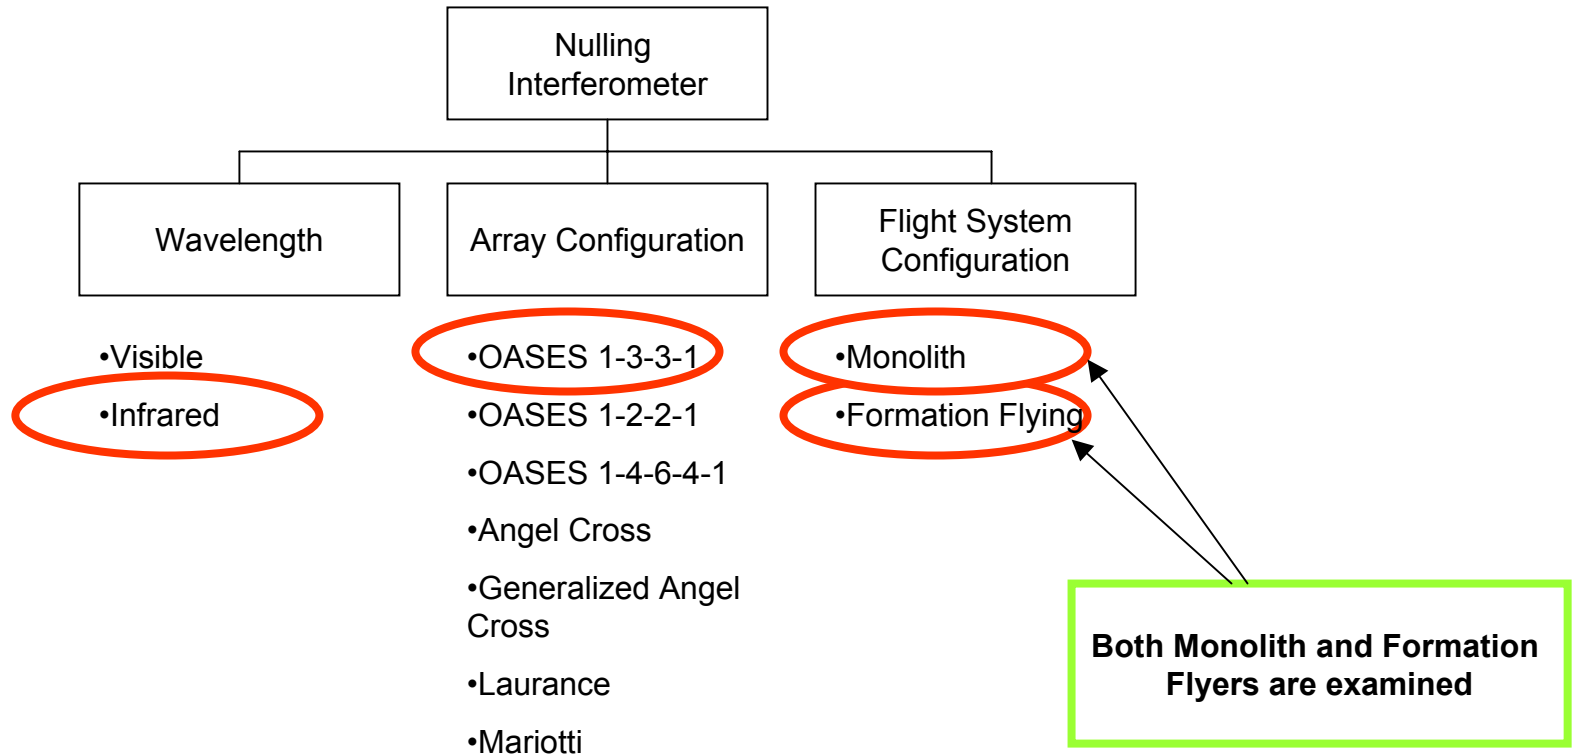 Nulling
Interferometer
Wavelength
Array Configuration
Flight System
Configuration
•Visible
•Infrared
•OASES 1-3-3-1
•OASES 1-2-2-1
•OASES 1-4-6-4-1
•Angel Cross
•Generalized Angel
Cross
•Laurance
•Mariotti
•Monolith
•Formation Flying
Both Monolith and Formation
Flyers are examined